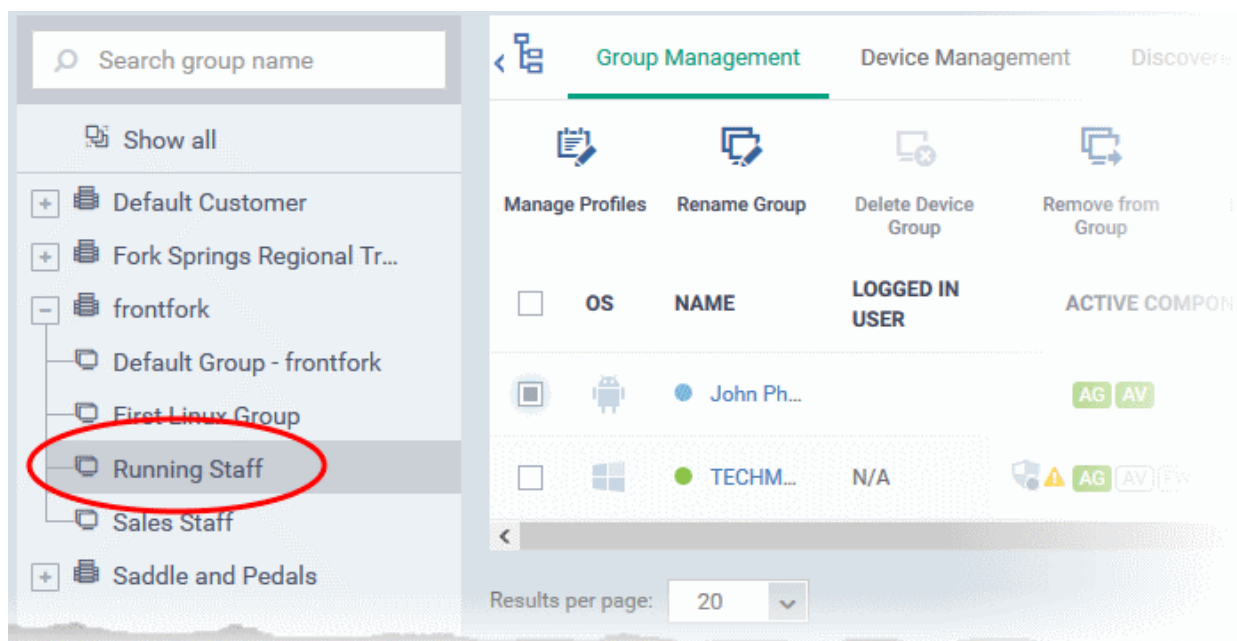 Search group name
Group Management
Device Management
Show all
Manage Profiles
Rename Group
Delete Device
Group
Remove from
Group
Default Customer
Fork Springs Regional Tr...
frontfork
Default Group - frontfork
First Linux Group
Running Staff
Sales Staff
Saddle and Pedals
OS
NAME
LOGGED IN
USER
ACTIVE
John Ph...
AG AV
TECHM...
N/A
AG AV
Results per page:
20